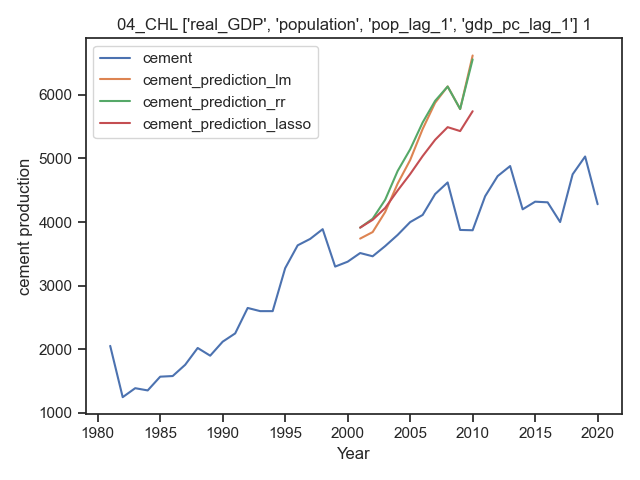 04_CHL ['real_GDP', 'population', 'pop_lag_1', 'gdp_pc_lag_1'] 1
cement
cement_prediction_lm
cement_prediction_rr
cement_prediction_lasso
cement production
6000
5000
4000
3000
2000
1000
1980 1985 1990 1995 2000 2005 2010 2015 2020
Year